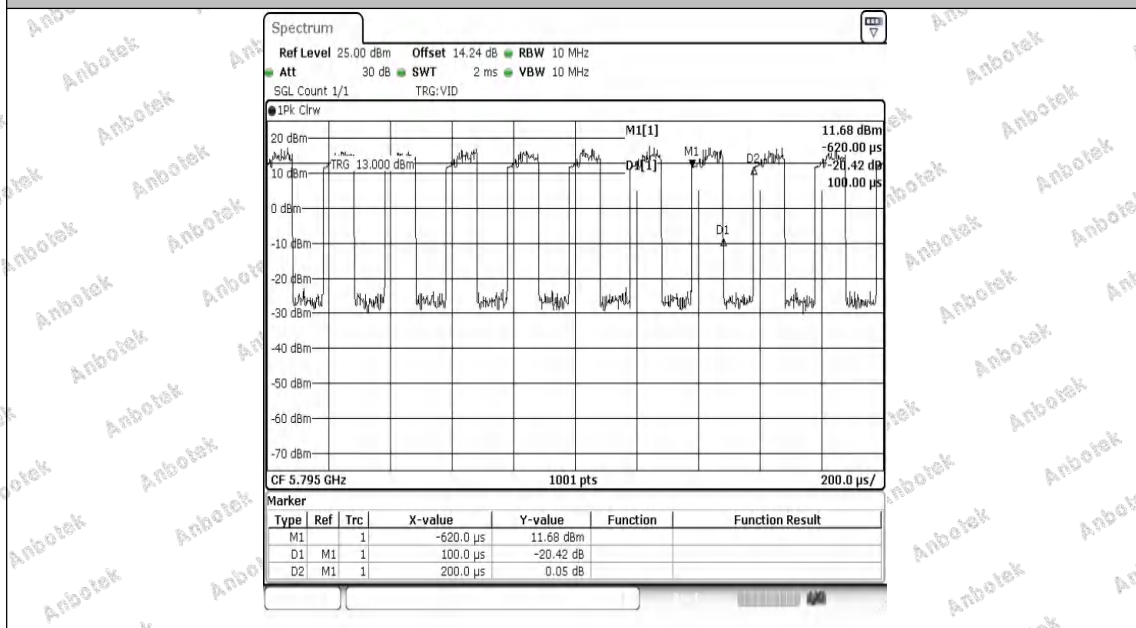 Spectrum
Ref Level 25.00 dBm Offset 14.24 dB RBW 10 MHz
Att 30 dB SWT 2 ms VBW 10 MHz
SGL Count 1/1 TRG:VID
1Pk Clrw
M1[1] 11.68 dBm
-620.00 µs
D1[1] -20.42 dB
100.00 µs
20 dBm
TRG 13.000 dBm
M1
D2
10 dBm
0 dBm
D1
-10 dBm
-20 dBm
-30 dBm
-40 dBm
-50 dBm
-60 dBm
-70 dBm
CF 5.795 GHz 1001 pts 200.0 µs/
Marker
Type Ref Trc X-value Y-value Function Function Result
M1 1 -620.0 µs 11.68 dBm
D1 M1 1 100.0 µs -20.42 dB
D2 M1 1 200.0 µs 0.05 dB
Anbotek